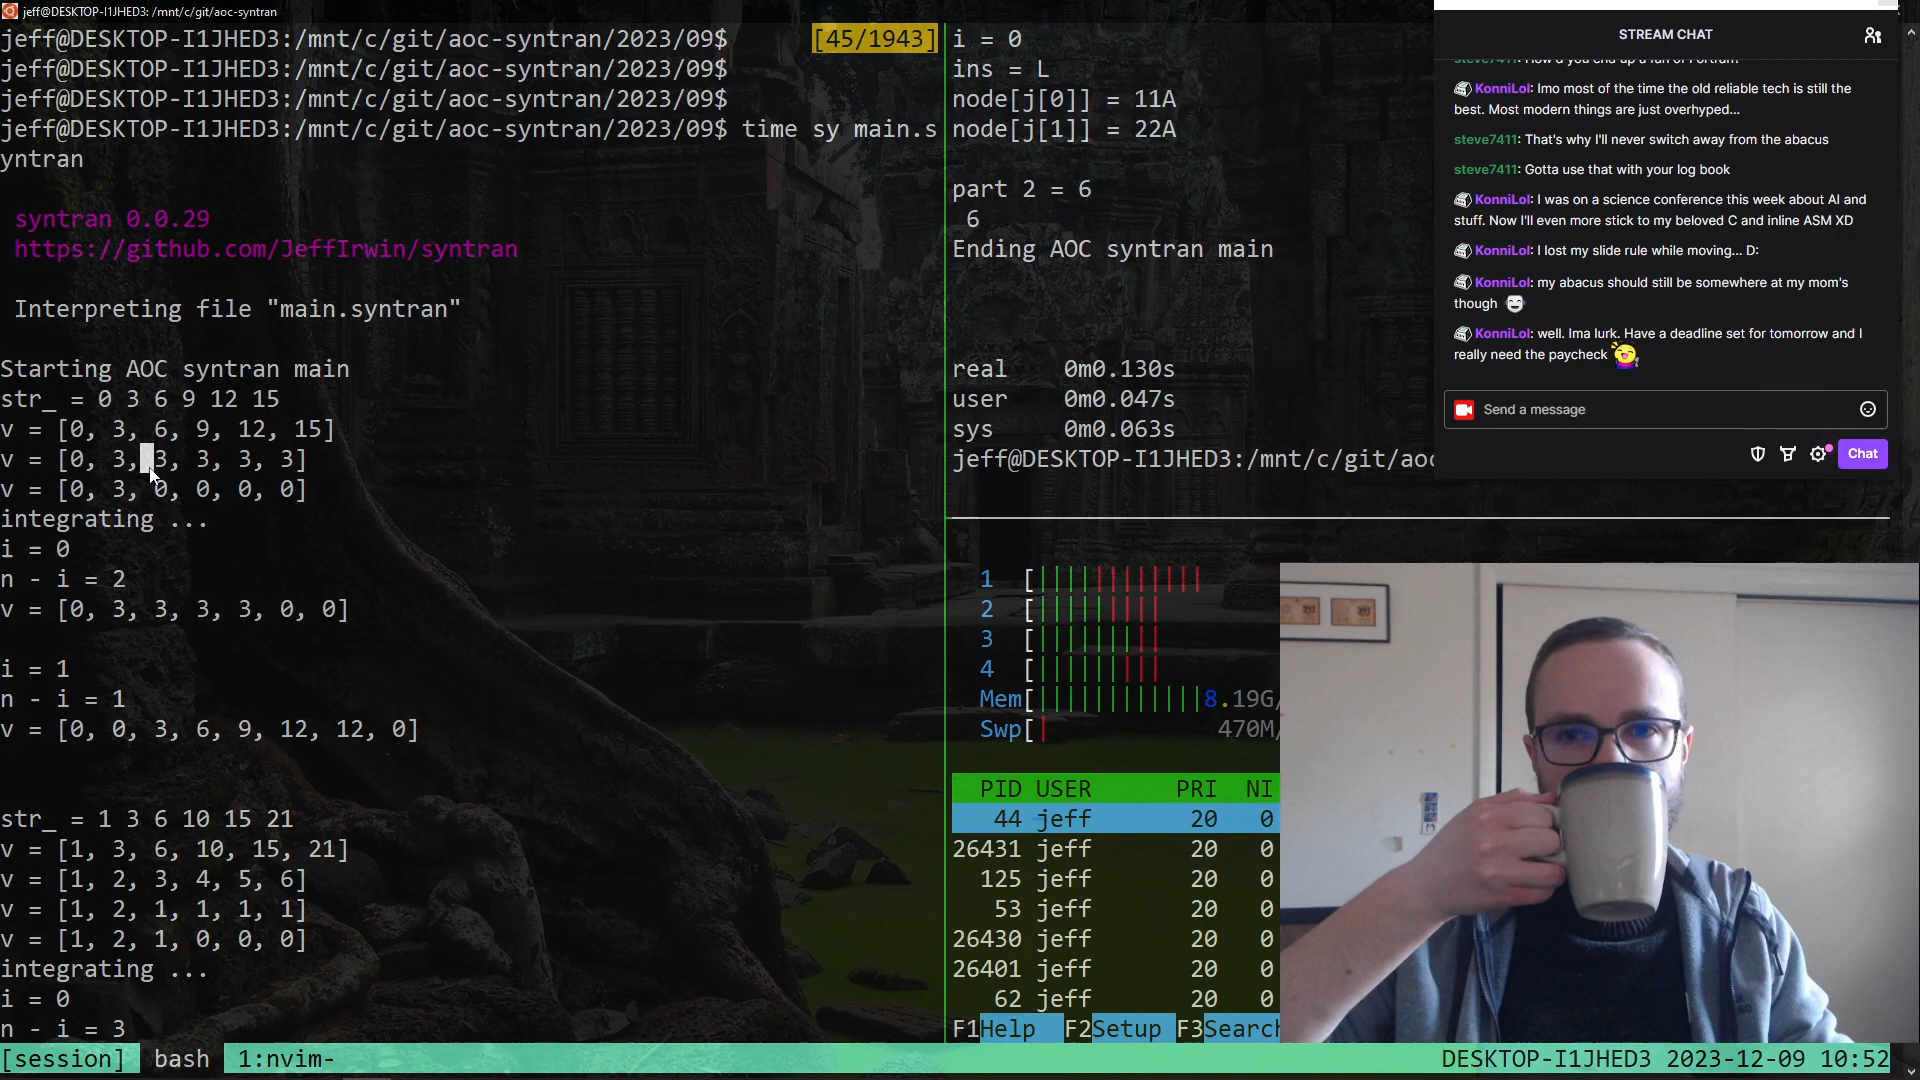 jeff@DESKTOP-I1JHED3: /mnt/c/git/aoc-syntran
jeff@DESKTOP-I1JHED3:/mnt/c/git/aoc-syntran/2023/09$ [45/1943]
jeff@DESKTOP-I1JHED3:/mnt/c/git/aoc-syntran/2023/09$
jeff@DESKTOP-I1JHED3:/mnt/c/git/aoc-syntran/2023/09$
jeff@DESKTOP-I1JHED3:/mnt/c/git/aoc-syntran/2023/09$ time sy main.s
yntran
syntran 0.0.29
https://github.com/JeffIrwin/syntran
Interpreting file "main.syntran"
Starting AOC syntran main
str_ = 0 3 6 9 12 15
v = [0, 3, 6, 9, 12, 15]
v = [0, 3, 3, 3, 3, 3]
v = [0, 3, 0, 0, 0, 0]
integrating ...
i = 0
n - i = 2
v = [0, 3, 3, 3, 3, 0, 0]
i = 1
n - i = 1
v = [0, 0, 3, 6, 9, 12, 12, 0]
str_ = 1 3 6 10 15 21
v = [1, 3, 6, 10, 15, 21]
v = [1, 2, 3, 4, 5, 6]
v = [1, 2, 1, 1, 1, 1]
v = [1, 2, 1, 0, 0, 0]
integrating ...
i = 0
n - i = 3
i = 0
ins = L
node[j[0]] = 11A
node[j[1]] = 22A
part 2 = 6
6
Ending AOC syntran main
real 0m0.130s
user 0m0.047s
sys 0m0.063s
jeff@DESKTOP-I1JHED3:/mnt/c/git/aoc
1 [||||||||||||
2 [|||||||||
3 [|||||||||
4 [|||||||||
Mem[||||||||||||8.19G/
Swp[| 470M/
PID USER PRI NI
44 jeff 20 0
26431 jeff 20 0
125 jeff 20 0
53 jeff 20 0
26430 jeff 20 0
26401 jeff 20 0
62 jeff 20 0
F1Help F2Setup F3Search
STREAM CHAT
KonniLol: Imo most of the time the old reliable tech is still the
best. Most modern things are just overhyped...
steve7411: That's why I'll never switch away from the abacus
steve7411: Gotta use that with your log book
KonniLol: I was on a science conference this week about AI and
stuff. Now I'll even more stick to my beloved C and inline ASM XD
KonniLol: I lost my slide rule while moving... D:
KonniLol: my abacus should still be somewhere at my mom's
though
KonniLol: well. Ima lurk. Have a deadline set for tomorrow and I
really need the paycheck
Send a message
Chat
[session] bash 1:nvim- DESKTOP-I1JHED3 2023-12-09 10:52